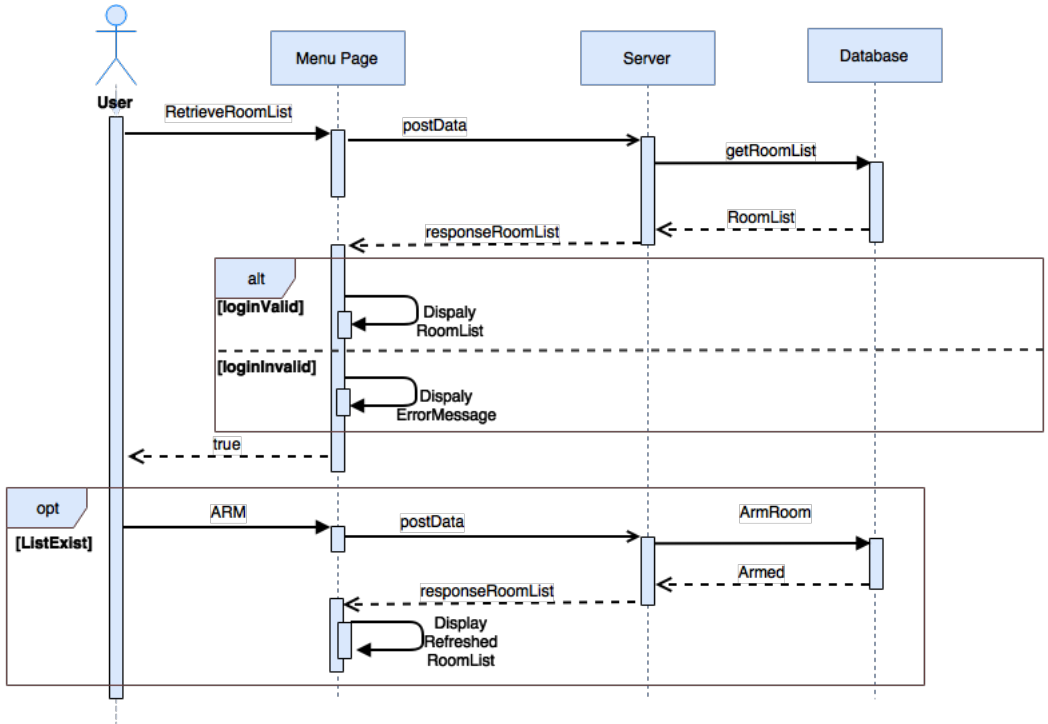 Menu Page
Server
Database
User
RetrieveRoomList
postData
getRoomList
RoomList
responseRoomList
alt
[loginValid]
Dispaly
RoomList
[loginInvalid]
Dispaly
ErrorMessage
true
opt
ARM
postData
ArmRoom
[ListExist]
Armed
responseRoomList
Display
Refreshed
RoomList